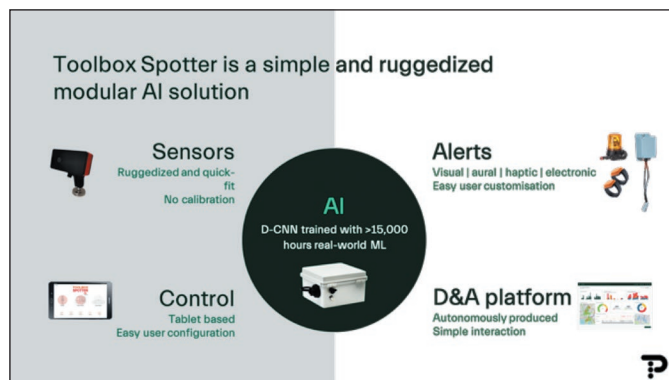 Toolbox Spotter is a simple and ruggedized
modular AI solution
Sensors
Ruggedized and quick-
fit
No calibration
Alerts
Visual | aural | haptic | electronic
Easy user customisation
AI
D-CNN trained with >15,000
hours real-world ML
TOOLBOX
SPOTTER
Control
Tablet based
Easy user configuration
D&A platform
Autonomously produced
Simple interaction